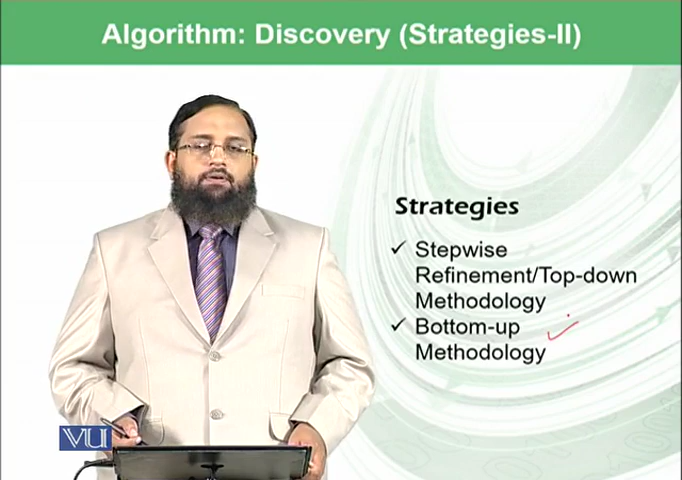 Algorithm: Discovery (Strategies-II)
Strategies
✓ Stepwise
Refinement/Top-down
Methodology
✓ Bottom-up
Methodology
VU